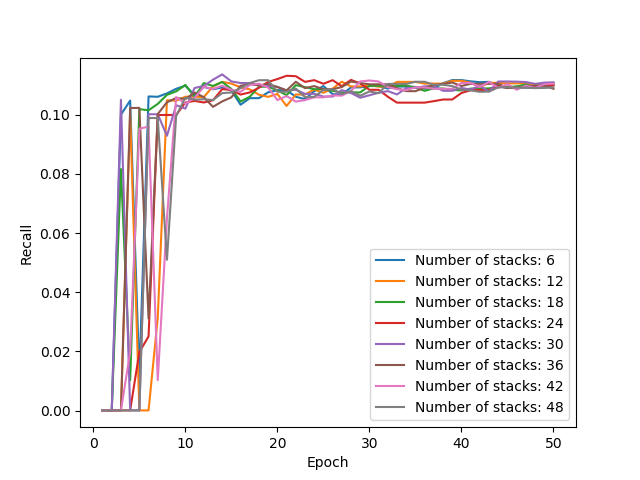 0.10
0.08
0.06
0.04
0.02
0.00
Recall
0
10
20
30
40
50
Epoch
Number of stacks: 6
Number of stacks: 12
Number of stacks: 18
Number of stacks: 24
Number of stacks: 30
Number of stacks: 36
Number of stacks: 42
Number of stacks: 48